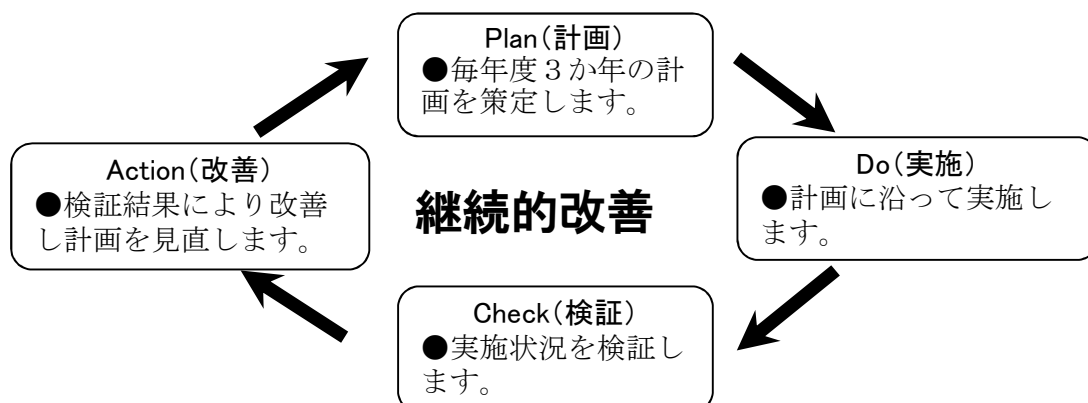 Plan（計画）
●毎年度３か年の計
画を策定します。
Action（改善）
●検証結果により改善
し計画を見直します。
継続的改善
Do（実施）
●計画に沿って実施し
ます。
Check（検証）
●実施状況を検証し
ます。